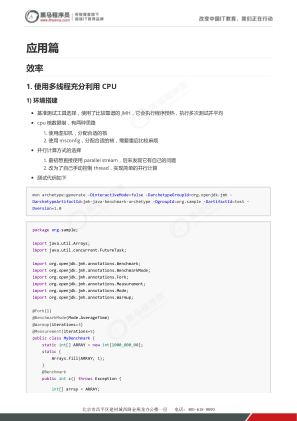 黑马程序员
www.itheima.com
传智播客旗下
高端IT教育品牌
改变中国IT教育，我们正在行动
应用篇
效率
1. 使用多线程充分利用 CPU
1) 环境搭建
基准测试工具选择，使用了比较靠谱的 JMH，它会执行程序预热，执行多次测试并平均
cpu 核数限制，有两种思路
1. 使用虚拟机，分配合适的核
2. 使用 msconfig，分配合适的核，需要重启比较麻烦
并行计算方式的选择
1. 最初想直接使用 parallel stream，后来发现它有自己的问题
2. 改为了自己手动控制 thread，实现简单的并行计算
测试代码如下
mvn archetype:generate -DinteractiveMode=false -DarchetypeGroupId=org.openjdk.jmh -
DarchetypeArtifactId=jmh-java-benchmark-archetype -DgroupId=org.sample -DartifactId=test -
Dversion=1.0
package org.sample;
import java.util.Arrays;
import java.util.concurrent.FutureTask;
import org.openjdk.jmh.annotations.Benchmark;
import org.openjdk.jmh.annotations.BenchmarkMode;
import org.openjdk.jmh.annotations.Fork;
import org.openjdk.jmh.annotations.Measurement;
import org.openjdk.jmh.annotations.Mode;
import org.openjdk.jmh.annotations.Warmup;
@Fork(1)
@BenchmarkMode(Mode.AverageTime)
@Warmup(iterations=3)
@Measurement(iterations=5)
public class MyBenchmark {
static int[] ARRAY = new int[1000_000_00];
static {
Arrays.fill(ARRAY, 1);
}
@Benchmark
public int c() throws Exception {
int[] array = ARRAY;
北京市昌平区建材城西路金燕龙办公楼一层 电话：400-618-9090